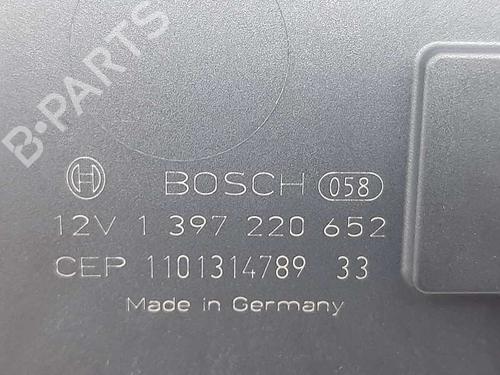 B-PARTS
BOSCH 058
12V 1 397 220 652
CEP 1101314789 33
Made in Germany